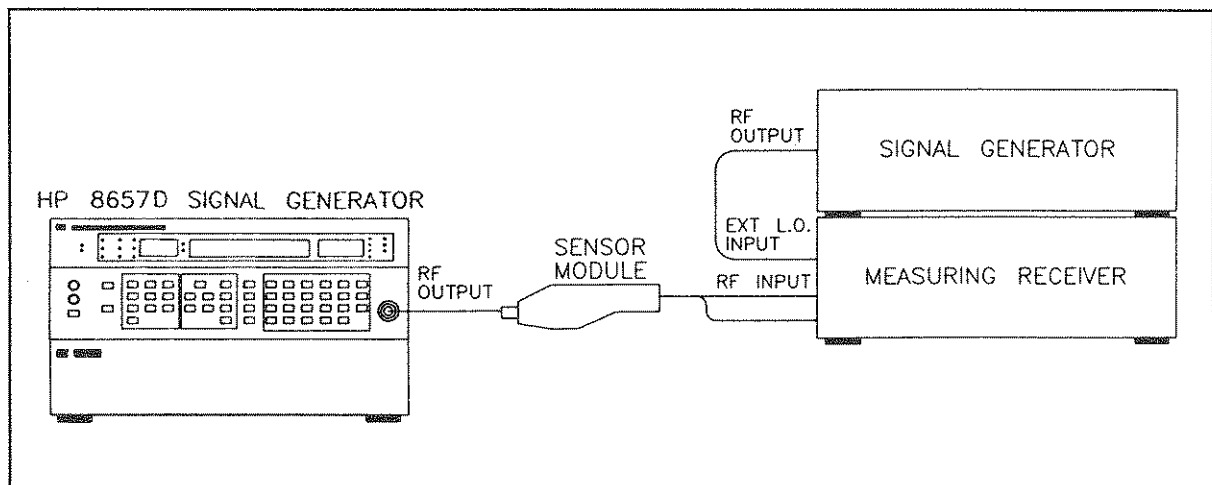 HP 8657D SIGNAL GENERATOR
RF
OUTPUT
SENSOR
MODULE
RF
OUTPUT
EXT L.O.
INPUT
RF INPUT
SIGNAL GENERATOR
MEASURING RECEIVER